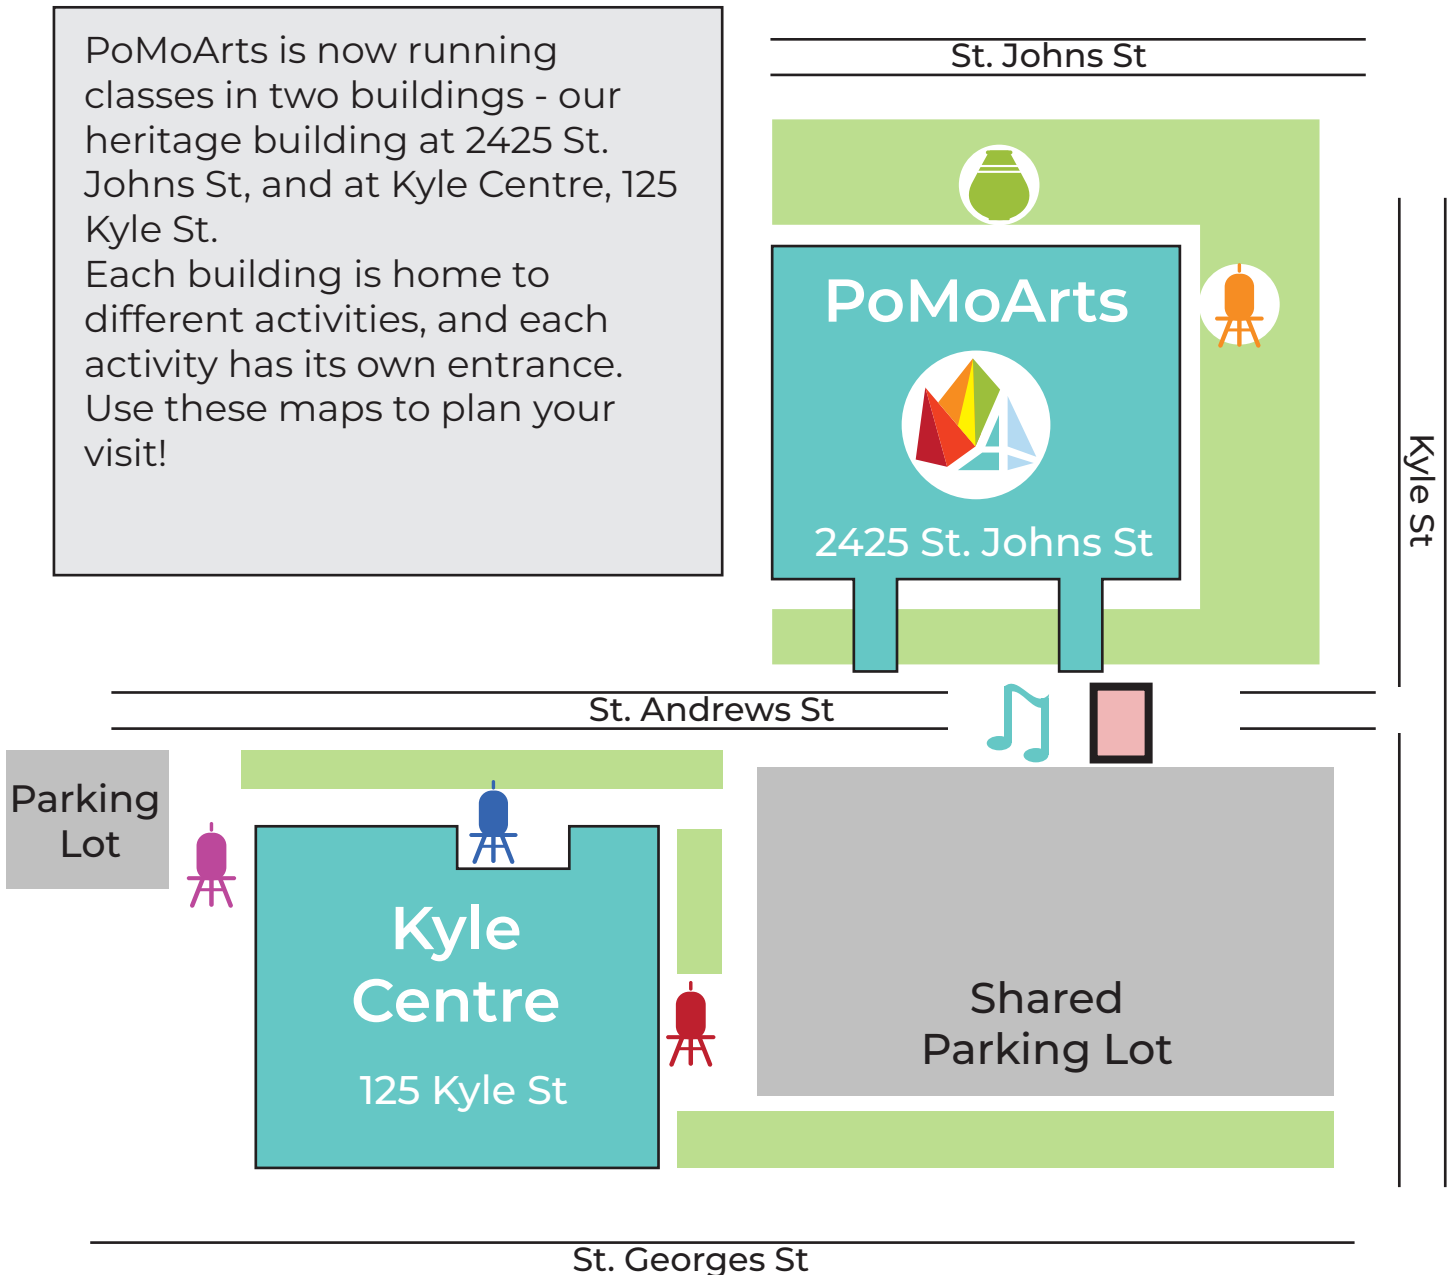 PoMoArts is now running
classes in two buildings - our
heritage building at 2425 St.
Johns St, and at Kyle Centre, 125
Kyle St.
Each building is home to
different activities, and each
activity has its own entrance.
Use these maps to plan your
visit!
St. Johns St
PoMoArts
2425 St. Johns St
Kyle St
St. Andrews St
Parking
Lot
Kyle
Centre
125 Kyle St
Shared
Parking Lot
St. Georges St